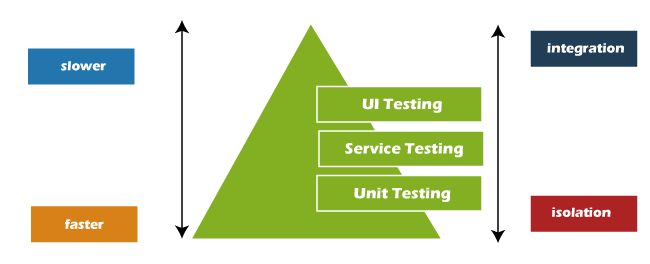 slower
integration
UI Testing
Service Testing
Unit Testing
faster
isolation